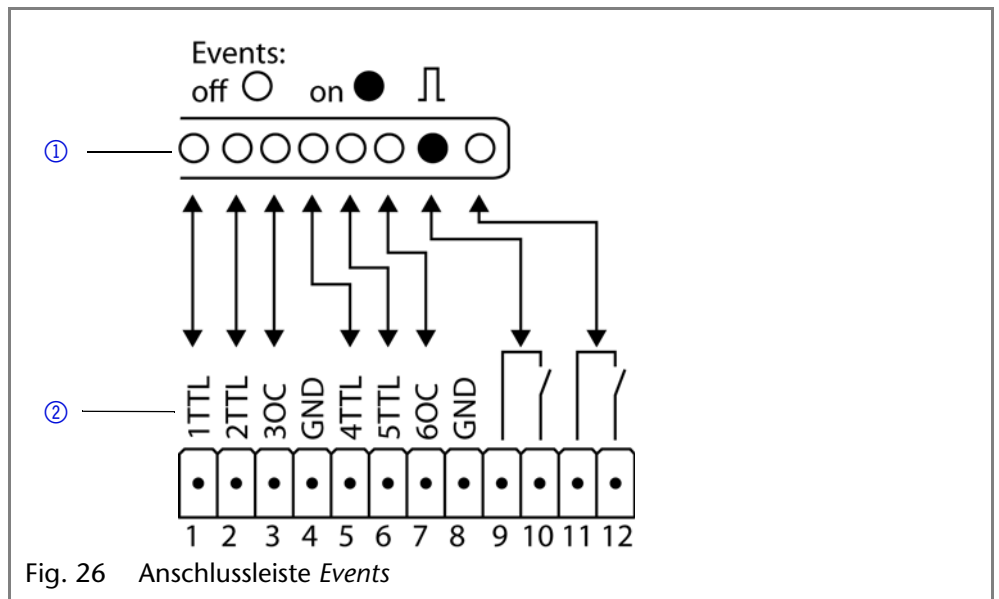 Events:
off on
①
②
1TTL 2TTL 3OC GND 4TTL 5TTL 6OC GND
1 2 3 4 5 6 7 8 9 10 11 12
Fig. 26 Anschlussleiste Events